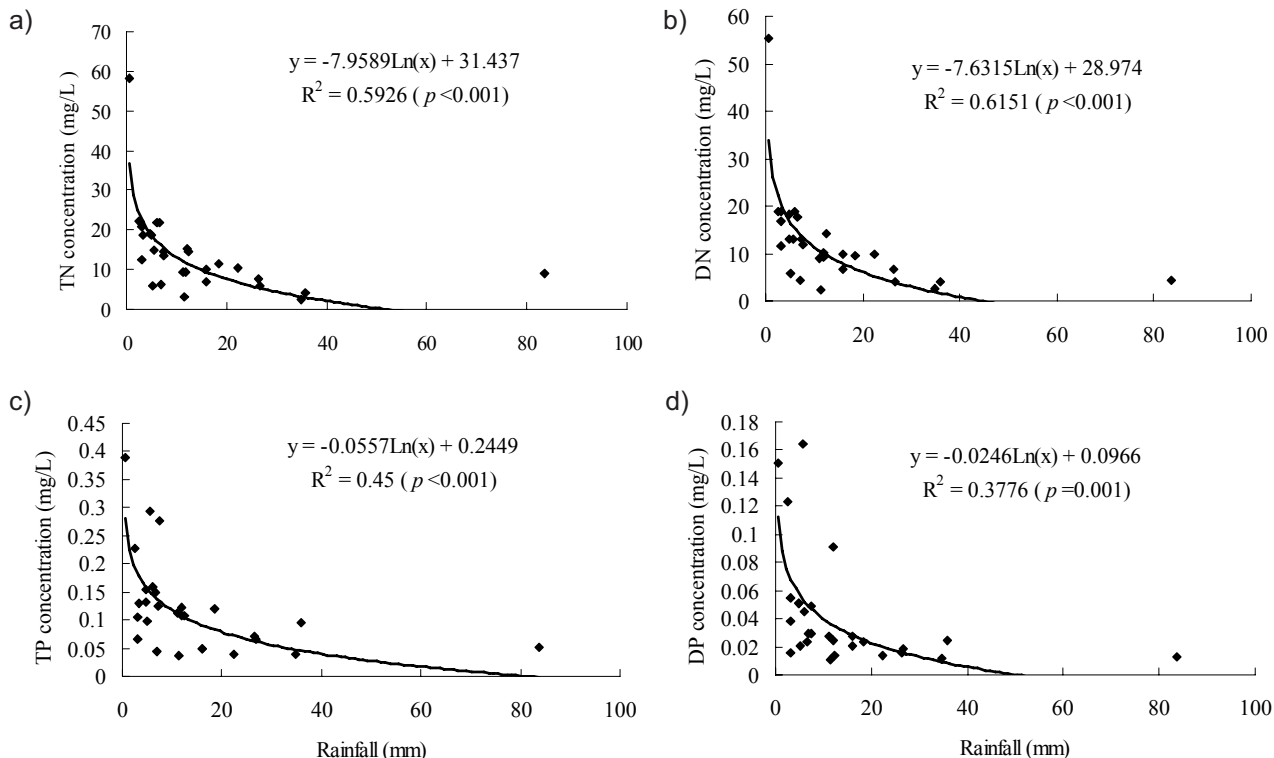 a)
TN concentration (mg/L)
70
60
50
40
30
20
10
0
y = -7.9589Ln(x) + 31.437
R² = 0.5926 ( p <0.001)
0 20 40 60 80 100
b)
DN concentration (mg/L)
60
50
40
30
20
10
0
y = -7.6315Ln(x) + 28.974
R² = 0.6151 ( p <0.001)
0 20 40 60 80 100
c)
TP concentration (mg/L)
0.45
0.4
0.35
0.3
0.25
0.2
0.15
0.1
0.05
0
y = -0.0557Ln(x) + 0.2449
R² = 0.45 ( p <0.001)
0 20 40 60 80 100
Rainfall (mm)
d)
DP concentration (mg/L)
0.18
0.16
0.14
0.12
0.1
0.08
0.06
0.04
0.02
0
y = -0.0246Ln(x) + 0.0966
R² = 0.3776 ( p =0.001)
0 20 40 60 80 100
Rainfall (mm)